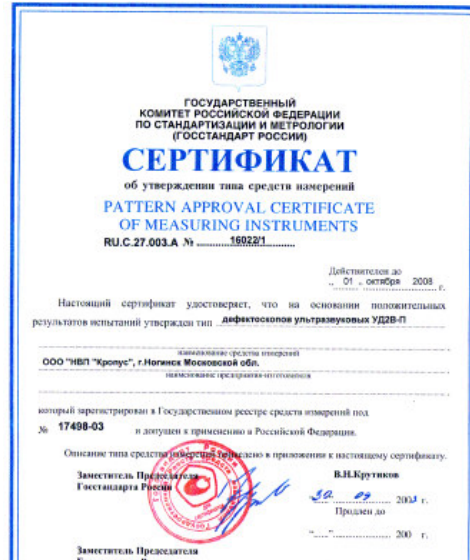 ГОСУДАРСТВЕННЫЙ
КОМИТЕТ РОССИЙСКОЙ ФЕДЕРАЦИИ
ПО СТАНДАРТИЗАЦИИ И МЕТРОЛОГИИ
(ГОССТАНДАРТ РОССИИ)
СЕРТИФИКАТ
об утверждении типа средств измерений
PATTERN APPROVAL CERTIFICATE
OF MEASURING INSTRUMENTS
RU.C.27.003.A № 16022/1
Действителен до
„ 01 „ октября 2008 г.
Настоящий сертификат удостоверяет, что на основании положительных
результатов испытаний утвержден тип дефектоскопов ультразвуковых УД2В-П
наименование средства измерений
ООО "НВП "Кропус", г.Ногинск Московской обл.
наименование предприятия-изготовителя
который зарегистрирован в Государственном реестре средств измерений под
№ 17498-03 и допущен к применению в Российской Федерации.
Описание типа средства измерений приведено в приложении к настоящему сертификату.
Заместитель Председателя
Госстандарта России
В.Н.Крутиков
30 09 2003 г.
Продлен до
„ „ 200 г.
Заместитель Председателя